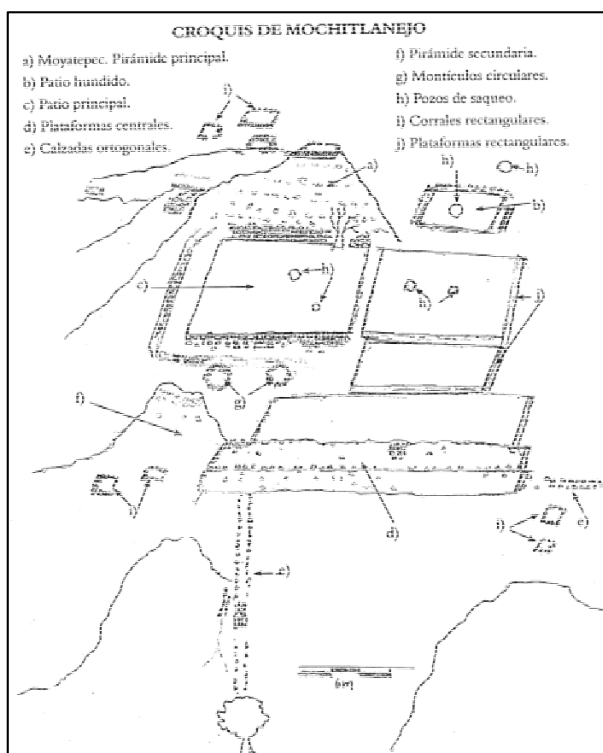 CROQUIS DE MOCHITLANEJO
a) Moyatepec. Pirámide principal.
b) Patio hundido.
c) Patio principal.
d) Plataformas centrales.
e) Calzadas ortogonales.
f) Pirámide secundaria.
g) Montículos circulares.
h) Pozos de saqueo.
i) Corrales rectangulares.
j) Plataformas rectangulares.
i)
a)
h)
h)
b)
c)
h)
h)
j)
g)
f)
i)
d)
e)
i)
e)